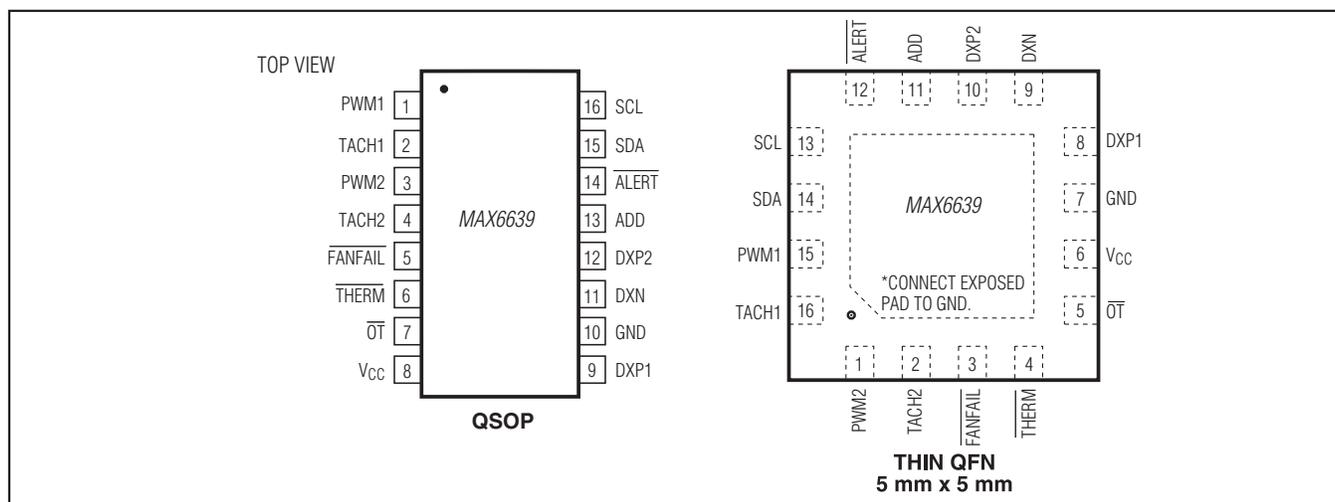 TOP VIEW
PWM1 1
TACH1 2
PWM2 3
TACH2 4
FANFAIL 5
THERM 6
OT 7
VCC 8
MAX6639
16 SCL
15 SDA
14 ALERT
13 ADD
12 DXP2
11 DXN
10 GND
9 DXP1
QSOP
ALERT ADD DXP2 DXN
12 11 10 9
SCL 13
SDA 14
PWM1 15
TACH1 16
MAX6639
*CONNECT EXPOSED
PAD TO GND.
8 DXP1
7 GND
6 VCC
5 OT
1 2 3 4
PWM2 TACH2 FANFAIL THERM
THIN QFN
5 mm x 5 mm